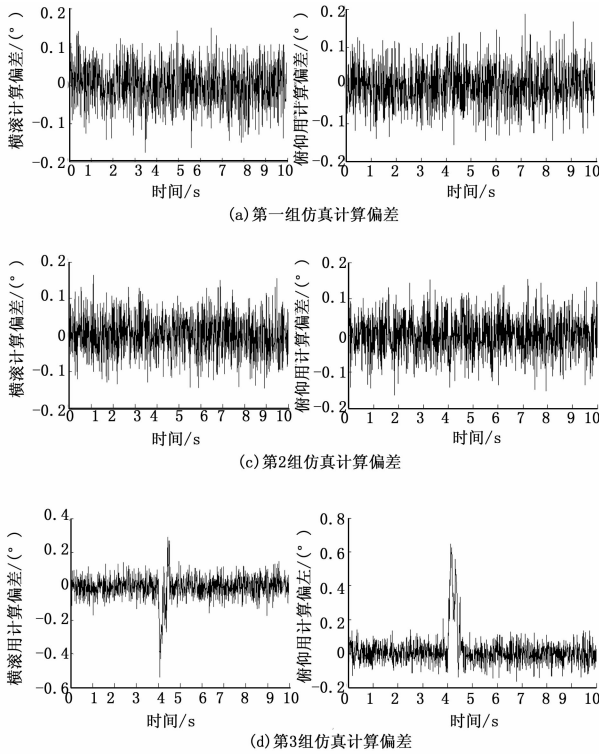 横滚计算偏差/(°)
0.2
0.1
0
-0.1
-0.2
0 1 2 3 4 5 6 7 8 9 10
时间/s
俯仰用计算偏差/(°)
0.2
0.1
0
-0.1
-0.2
0 1 2 3 4 5 6 7 8 9 10
时间/s
(a)第一组仿真计算偏差
横滚计算偏差/(°)
0.2
0.1
0
-0.1
-0.2
0 1 2 3 4 5 6 7 8 9 10
时间/s
俯仰用计算偏差/(°)
0.2
0.1
0
-0.1
-0.2
0 1 2 3 4 5 6 7 8 9 10
时间/s
(c)第2组仿真计算偏差
横滚用计算偏差/(°)
0.4
0.2
0
-0.2
-0.4
-0.6
0 1 2 3 4 5 6 7 8 9 10
时间/s
俯仰用计算偏左/(°)
0.8
0.6
0.4
0.2
0
-0.2
0 1 2 3 4 5 6 7 8 9 10
时间/s
(d)第3组仿真计算偏差